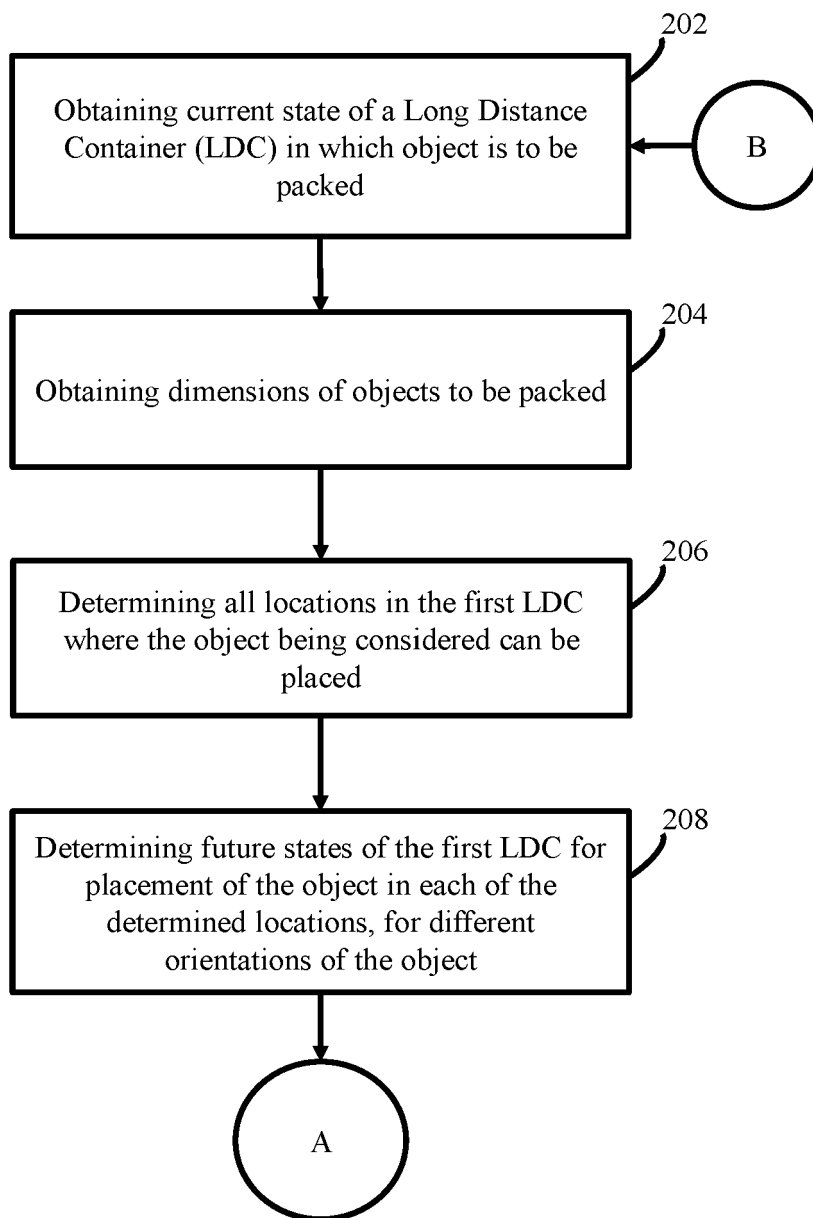 202
Obtaining current state of a Long Distance
Container (LDC) in which object is to be
packed
B
204
Obtaining dimensions of objects to be packed
206
Determining all locations in the first LDC
where the object being considered can be
placed
208
Determining future states of the first LDC for
placement of the object in each of the
determined locations, for different
orientations of the object
A